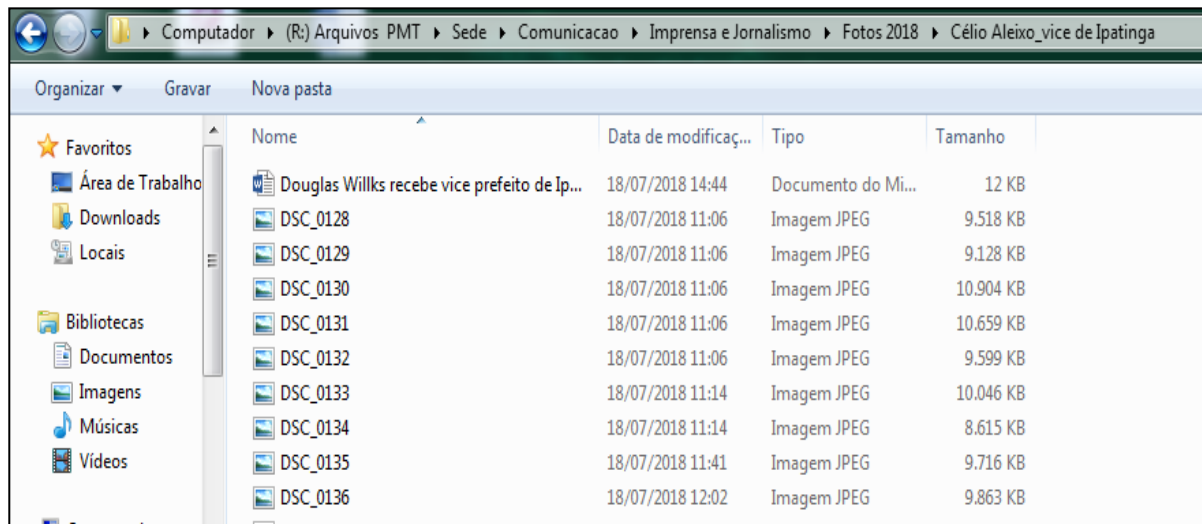 Computador ▸ (R:) Arquivos PMT ▸ Sede ▸ Comunicacao ▸ Imprensa e Jornalismo ▸ Fotos 2018 ▸ Célio Aleixo_vice de Ipatinga
Organizar Gravar Nova pasta
Favoritos
Área de Trabalho
Downloads
Locais
Bibliotecas
Documentos
Imagens
Músicas
Vídeos
Nome Data de modificaç... Tipo Tamanho
Douglas Willks recebe vice prefeito de Ip... 18/07/2018 14:44 Documento do Mi... 12 KB
DSC_0128 18/07/2018 11:06 Imagem JPEG 9.518 KB
DSC_0129 18/07/2018 11:06 Imagem JPEG 9.128 KB
DSC_0130 18/07/2018 11:06 Imagem JPEG 10.904 KB
DSC_0131 18/07/2018 11:06 Imagem JPEG 10.659 KB
DSC_0132 18/07/2018 11:06 Imagem JPEG 9.599 KB
DSC_0133 18/07/2018 11:14 Imagem JPEG 10.046 KB
DSC_0134 18/07/2018 11:14 Imagem JPEG 8.615 KB
DSC_0135 18/07/2018 11:41 Imagem JPEG 9.716 KB
DSC_0136 18/07/2018 12:02 Imagem JPEG 9.863 KB